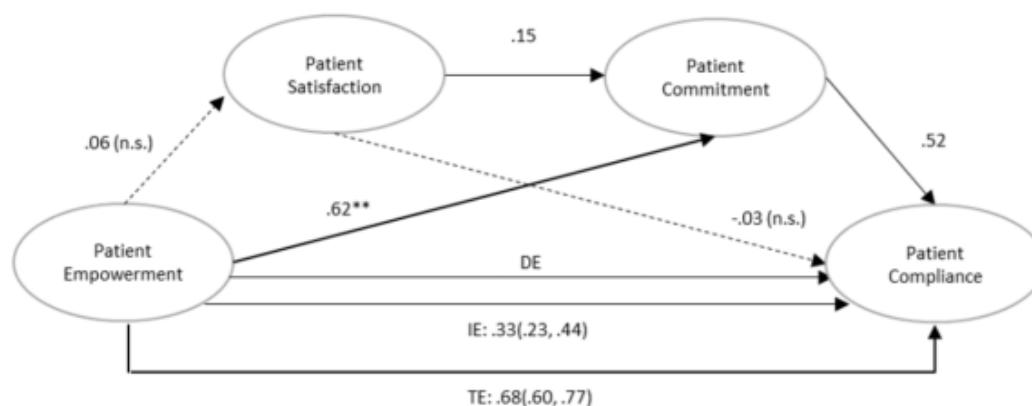 .15
Patient
Satisfaction
Patient
Commitment
.06 (n.s.)
.52
.62**
-.03 (n.s.)
Patient
Empowerment
Patient
Compliance
DE
IE: .33(.23, .44)
TE: .68(.60, .77)